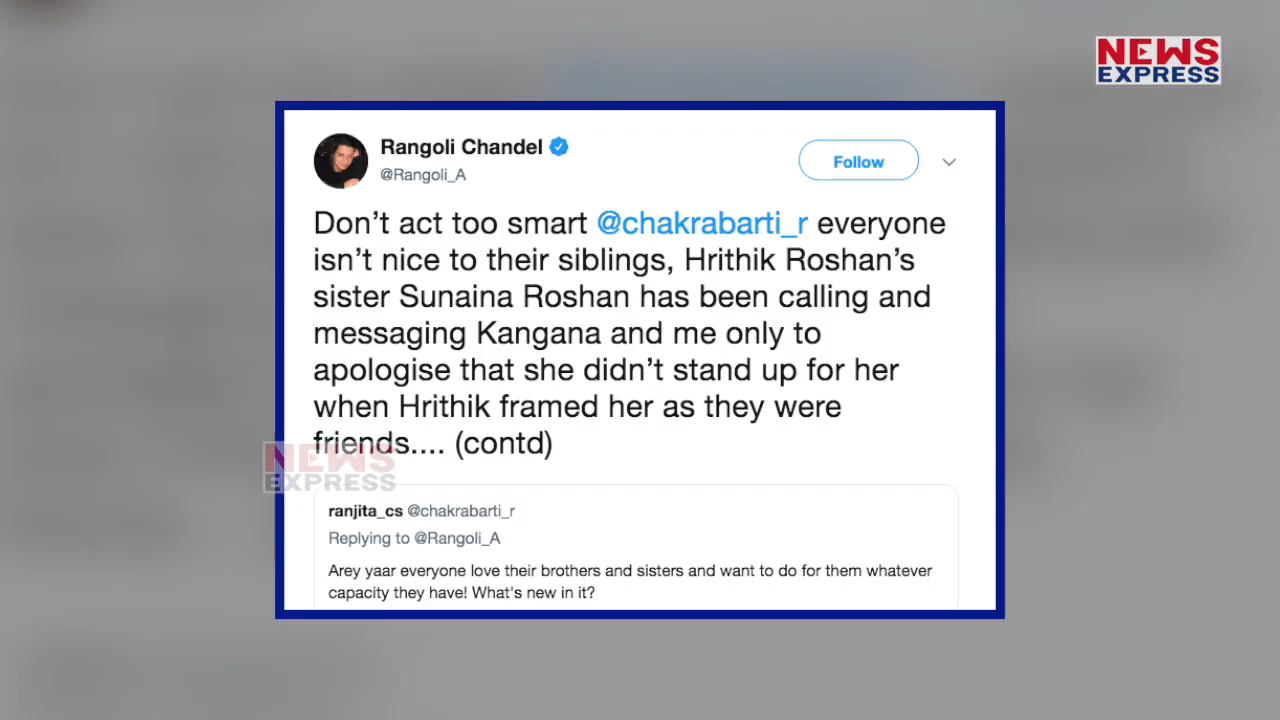 NEWS
EXPRESS
Rangoli Chandel
@Rangoli_A
Follow
Don’t act too smart @chakrabarti_r everyone
isn’t nice to their siblings, Hrithik Roshan’s
sister Sunaina Roshan has been calling and
messaging Kangana and me only to
apologise that she didn’t stand up for her
when Hrithik framed her as they were
friends.... (contd)
NEWS
EXPRESS
ranjita_cs @chakrabarti_r
Replying to @Rangoli_A
Arey yaar everyone love their brothers and sisters and want to do for them whatever
capacity they have! What's new in it?